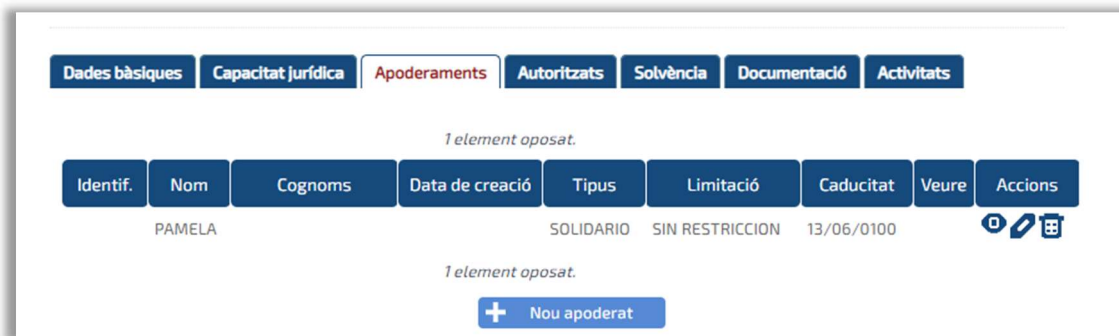 Dades bàsiques Capacitat jurídica Apoderaments Autoritzats Solvència Documentació Activitats
1 element oposat.
Identif. Nom Cognoms Data de creació Tipus Limitació Caducitat Veure Accions
PAMELA SOLIDARIO SIN RESTRICCION 13/06/0100
1 element oposat.
Nou apoderat